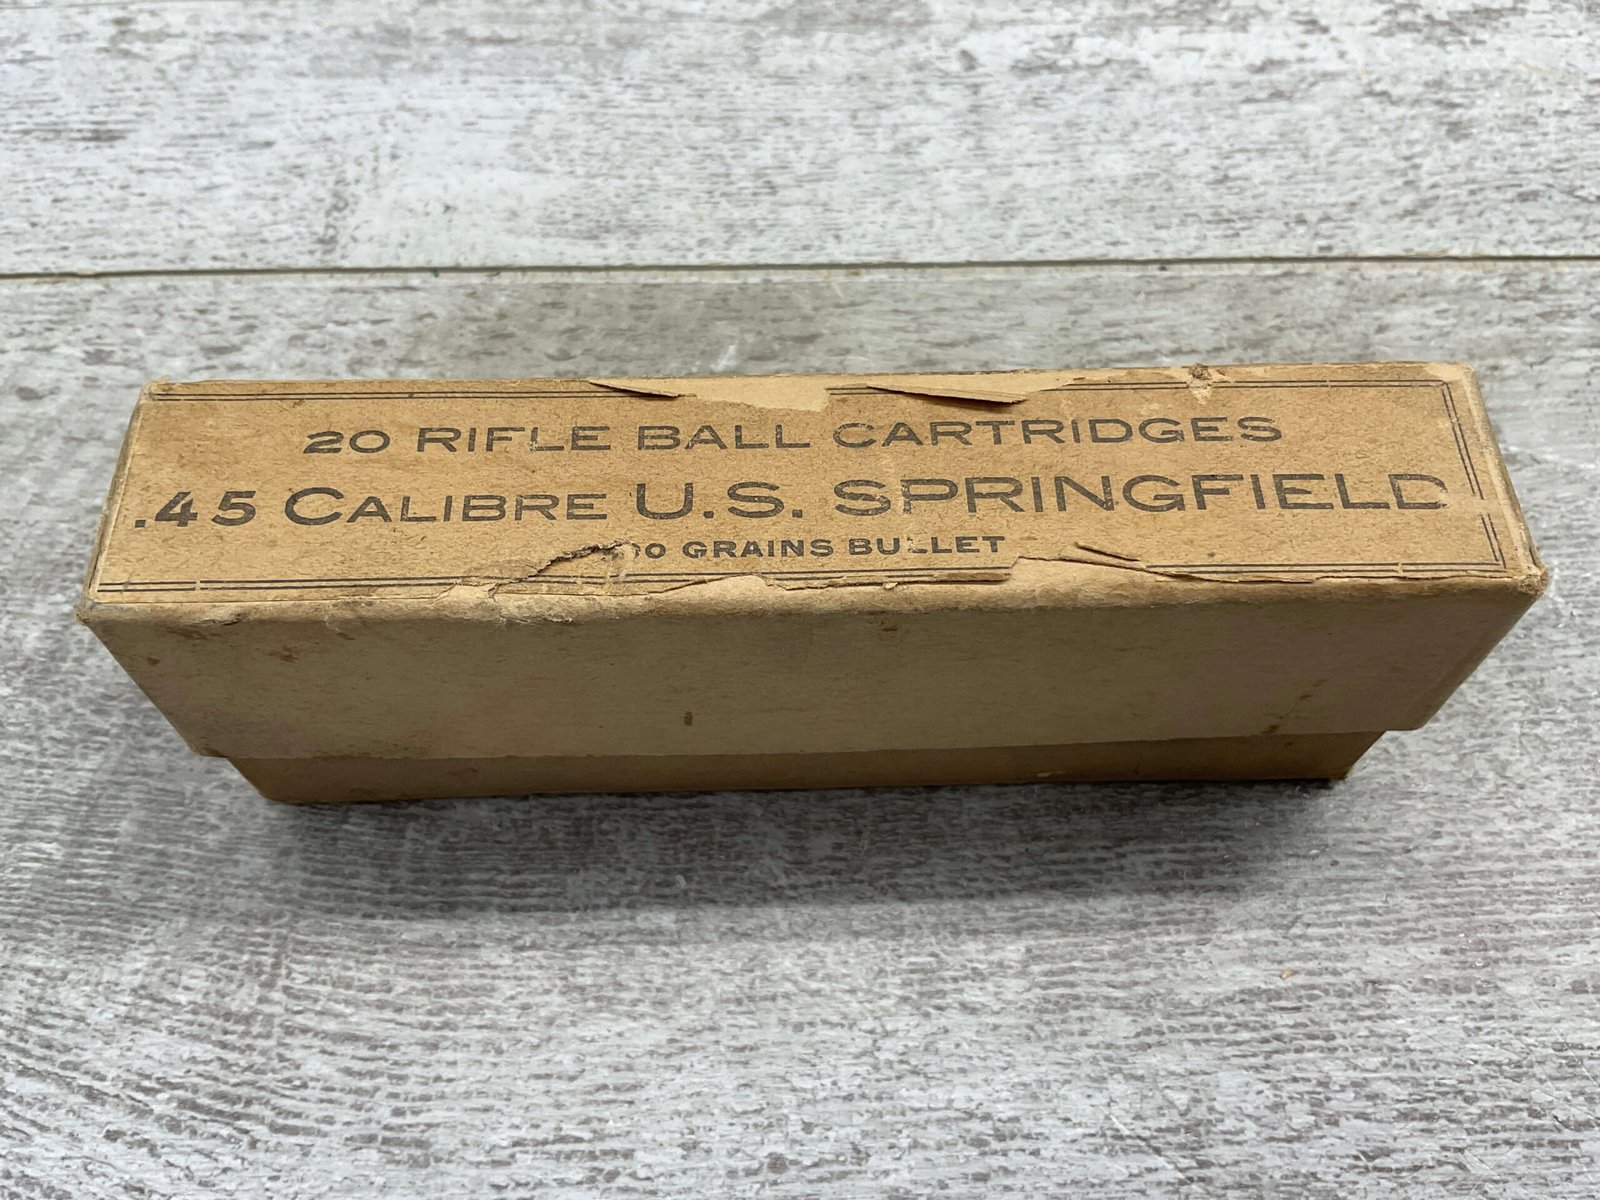 20 RIFLE BALL CARTRIDGES
.45 CALIBRE U.S. SPRINGFIELD
GRAINS BULLET